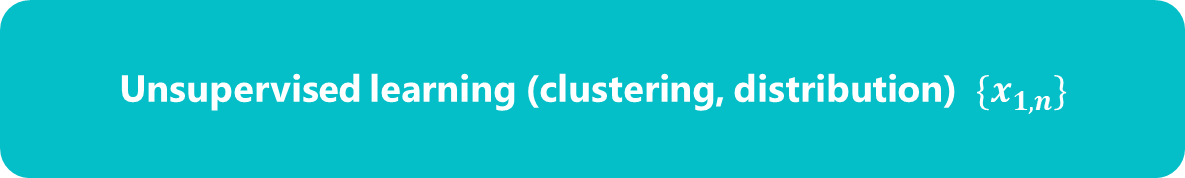 Unsupervised learning (clustering, distribution) {x₁,ₙ}